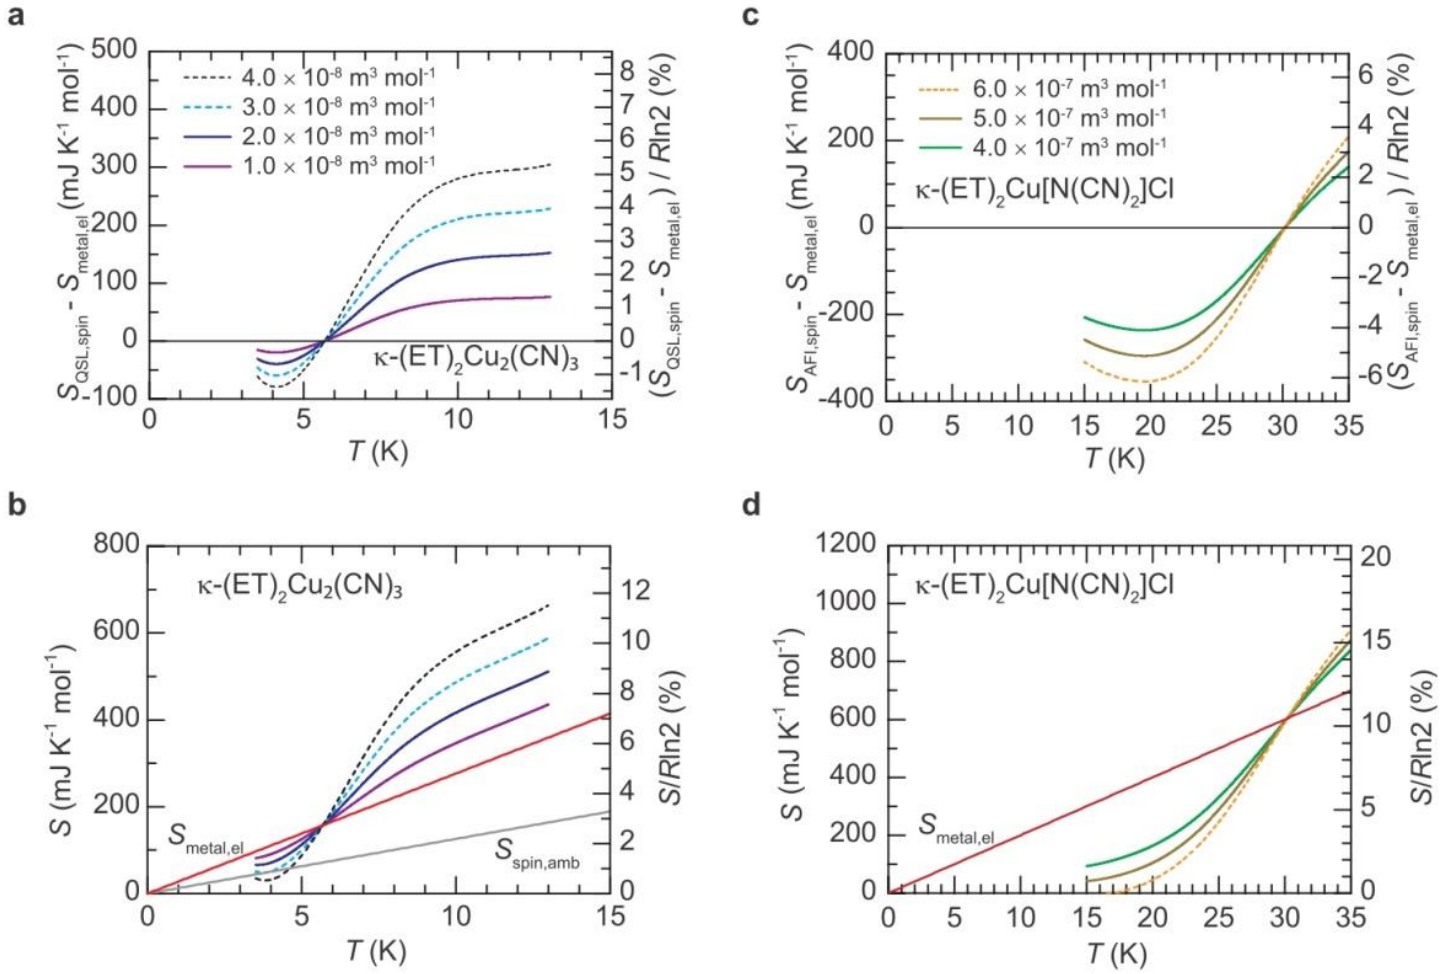 a
S_QSL,spin - S_metal,el (mJ K⁻¹ mol⁻¹)
500
400
300
200
100
0
-100
4.0 × 10⁻⁸ m³ mol⁻¹
3.0 × 10⁻⁸ m³ mol⁻¹
2.0 × 10⁻⁸ m³ mol⁻¹
1.0 × 10⁻⁸ m³ mol⁻¹
κ-(ET)₂Cu₂(CN)₃
8
7
6
5
4
3
2
1
0
-1
(S_QSL,spin - S_metal,el) / Rln2 (%)
0 5 10 15
T (K)
c
S_AFI,spin - S_metal,el (mJ K⁻¹ mol⁻¹)
400
200
0
-200
-400
6.0 × 10⁻⁷ m³ mol⁻¹
5.0 × 10⁻⁷ m³ mol⁻¹
4.0 × 10⁻⁷ m³ mol⁻¹
κ-(ET)₂Cu[N(CN)₂]Cl
6
4
2
0
-2
-4
-6
(S_AFI,spin - S_metal,el) / Rln2 (%)
0 5 10 15 20 25 30 35
T (K)
b
S (mJ K⁻¹ mol⁻¹)
800
600
400
200
0
κ-(ET)₂Cu₂(CN)₃
S_metal,el
S_spin,amb
12
10
8
6
4
2
0
S/Rln2 (%)
0 5 10 15
T (K)
d
S (mJ K⁻¹ mol⁻¹)
1200
1000
800
600
400
200
0
κ-(ET)₂Cu[N(CN)₂]Cl
S_metal,el
20
15
10
5
0
S/Rln2 (%)
0 5 10 15 20 25 30 35
T (K)